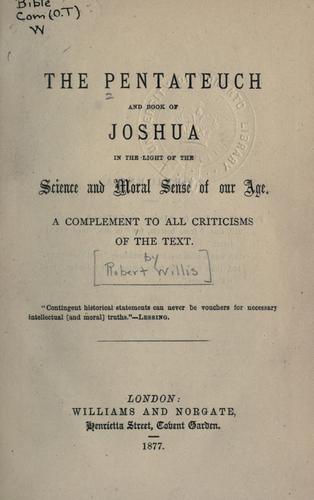 Bible
Com (O.T)
W
THE PENTATEUCH
AND BOOK OF
JOSHUA
IN THE LIGHT OF THE
Science and Moral Sense of our Age.
A COMPLEMENT TO ALL CRITICISMS
OF THE TEXT.
[by
Robert Willis]
"Contingent historical statements can never be vouchers for necessary
intellectual [and moral] truths."—LESSING.
LONDON:
WILLIAMS AND NORGATE,
Henrietta Street, Covent Garden.
1877.